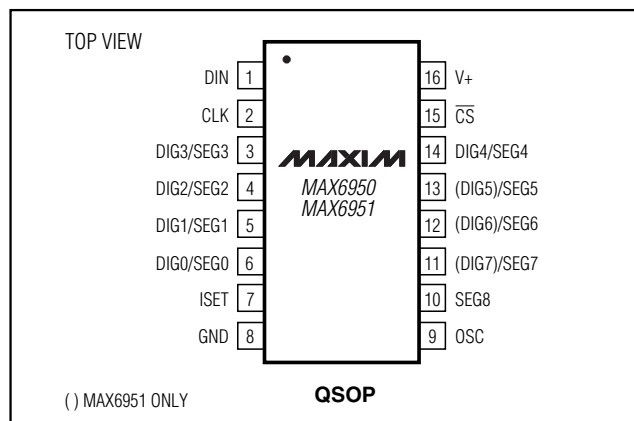 TOP VIEW
DIN 1
CLK 2
DIG3/SEG3 3
DIG2/SEG2 4
DIG1/SEG1 5
DIG0/SEG0 6
ISET 7
GND 8
MAXIM
MAX6950
MAX6951
16 V+
15 C̅S̅
14 DIG4/SEG4
13 (DIG5)/SEG5
12 (DIG6)/SEG6
11 (DIG7)/SEG7
10 SEG8
9 OSC
( ) MAX6951 ONLY
QSOP